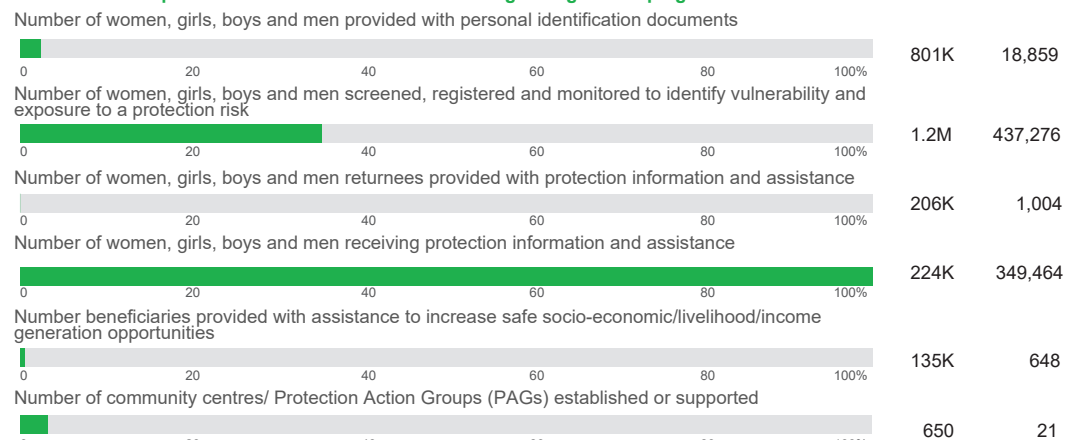 Number of women, girls, boys and men provided with personal identification documents
801K 18,859
0 20 40 60 80 100%
Number of women, girls, boys and men screened, registered and monitored to identify vulnerability and
exposure to a protection risk
1.2M 437,276
0 20 40 60 80 100%
Number of women, girls, boys and men returnees provided with protection information and assistance
206K 1,004
0 20 40 60 80 100%
Number of women, girls, boys and men receiving protection information and assistance
224K 349,464
0 20 40 60 80 100%
Number beneficiaries provided with assistance to increase safe socio-economic/livelihood/income
generation opportunities
135K 648
0 20 40 60 80 100%
Number of community centres/ Protection Action Groups (PAGs) established or supported
650 21